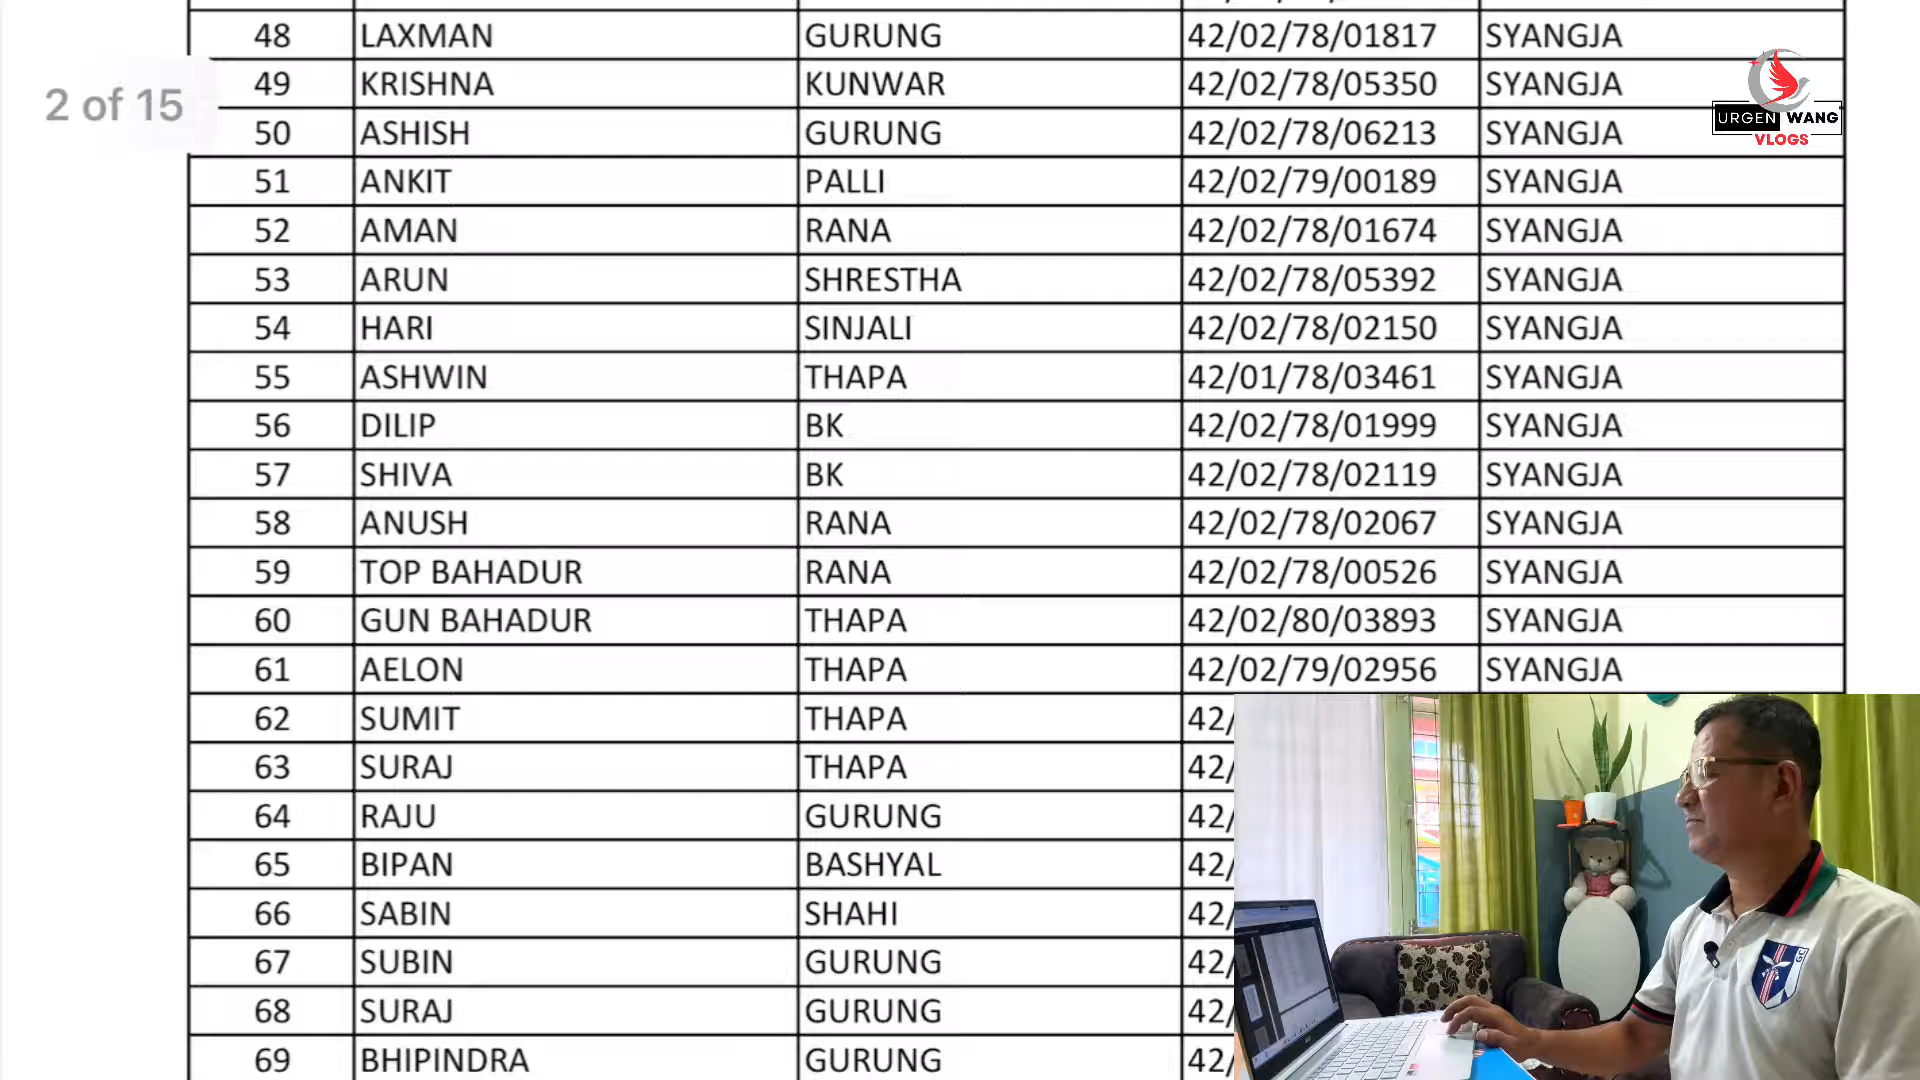 48 LAXMAN GURUNG 42/02/78/01817 SYANGJA
49 KRISHNA KUNWAR 42/02/78/05350 SYANGJA
2 of 15
URGEN WANG
VLOGS
50 ASHISH GURUNG 42/02/78/06213 SYANGJA
51 ANKIT PALLI 42/02/79/00189 SYANGJA
52 AMAN RANA 42/02/78/01674 SYANGJA
53 ARUN SHRESTHA 42/02/78/05392 SYANGJA
54 HARI SINJALI 42/02/78/02150 SYANGJA
55 ASHWIN THAPA 42/01/78/03461 SYANGJA
56 DILIP BK 42/02/78/01999 SYANGJA
57 SHIVA BK 42/02/78/02119 SYANGJA
58 ANUSH RANA 42/02/78/02067 SYANGJA
59 TOP BAHADUR RANA 42/02/78/00526 SYANGJA
60 GUN BAHADUR THAPA 42/02/80/03893 SYANGJA
61 AELON THAPA 42/02/79/02956 SYANGJA
62 SUMIT THAPA 42/
63 SURAJ THAPA 42/
64 RAJU GURUNG 42/
65 BIPAN BASHYAL 42/
66 SABIN SHAHI 42/
67 SUBIN GURUNG 42/
68 SURAJ GURUNG 42/
69 BHIPINDRA GURUNG 42/
GC